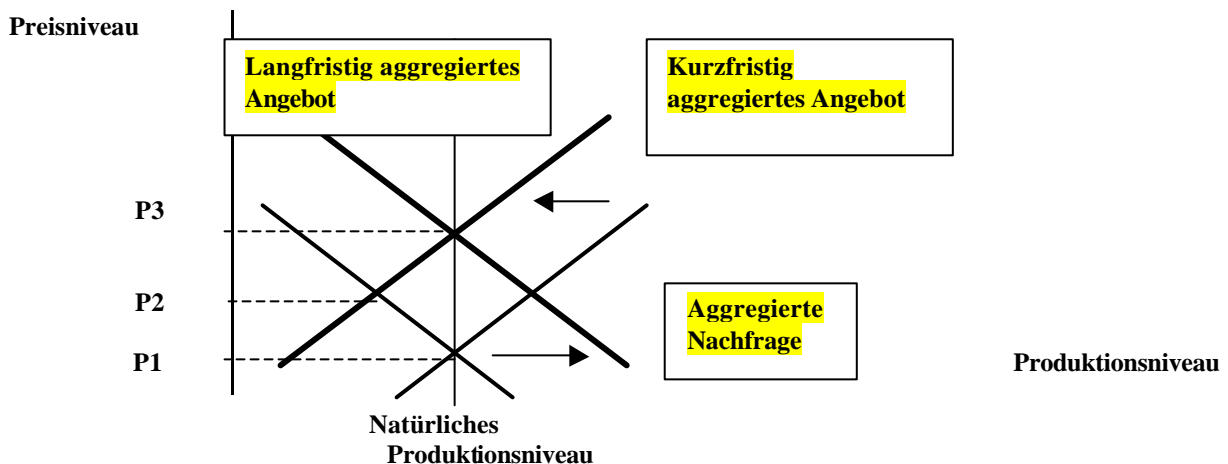 Preisniveau
Langfristig aggregiertes
Angebot
Kurzfristig
aggregiertes Angebot
P3
P2
P1
Aggregierte
Nachfrage
Produktionsniveau
Natürliches
Produktionsniveau